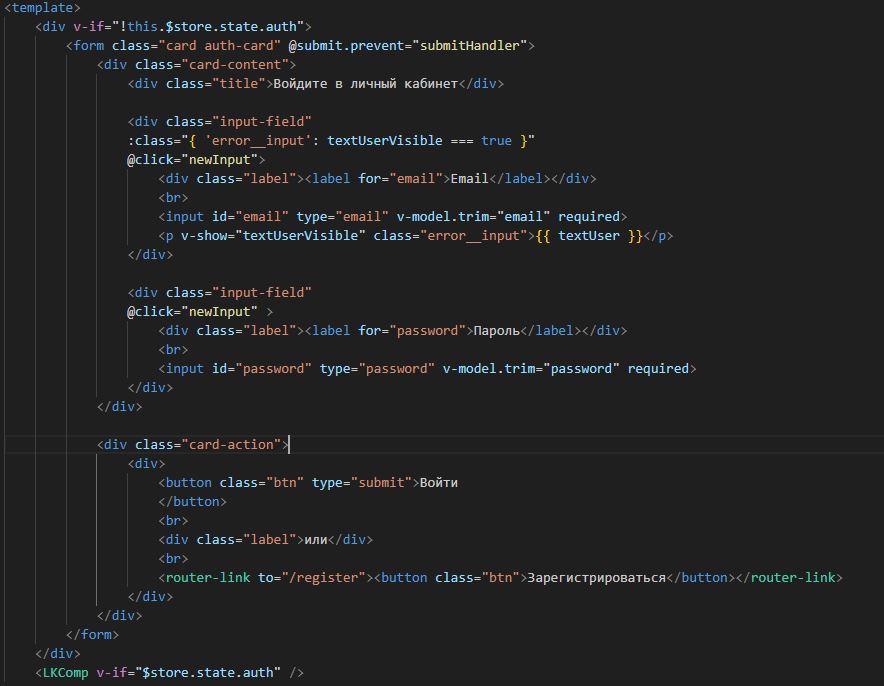 <template>
<div v-if="!this.$store.state.auth">
<form class="card auth-card" @submit.prevent="submitHandler">
<div class="card-content">
<div class="title">Войдите в личный кабинет</div>
<div class="input-field"
:class="{ 'error__input': textUserVisible === true }"
@click="newInput">
<div class="label"><label for="email">Email</label></div>
<br>
<input id="email" type="email" v-model.trim="email" required>
<p v-show="textUserVisible" class="error__input">{{ textUser }}</p>
</div>
<div class="input-field"
@click="newInput" >
<div class="label"><label for="password">Пароль</label></div>
<br>
<input id="password" type="password" v-model.trim="password" required>
</div>
</div>
<div class="card-action">
<div>
<button class="btn" type="submit">Войти
</button>
<br>
<div class="label">или</div>
<br>
<router-link to="/register"><button class="btn">Зарегистрироваться</button></router-link>
</div>
</div>
</form>
</div>
<LKComp v-if="$store.state.auth" />